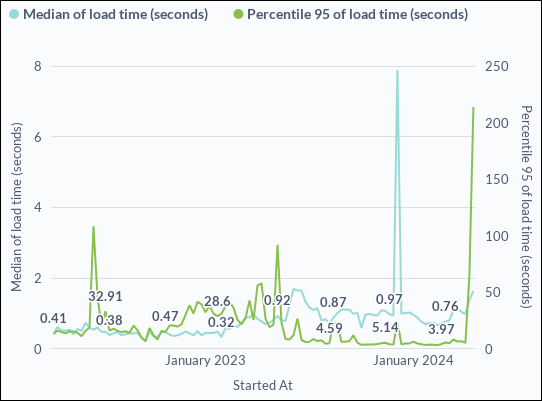 Median of load time (seconds) Percentile 95 of load time (seconds)
8 250
200
6
150
4
100
2 50
0 0
Median of load time (seconds)
Percentile 95 of load time (seconds)
0.41 32.91 0.38 0.47 28.6 0.32 0.92 0.87 4.59 0.97 5.14 0.76 3.97
January 2023 January 2024
Started At